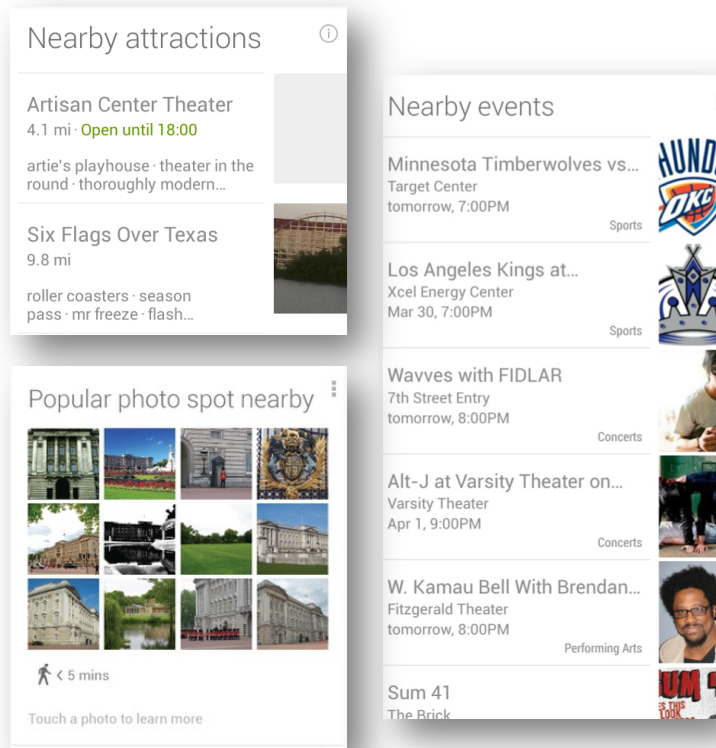 Nearby attractions
Artisan Center Theater
4.1 mi · Open until 18:00
artie's playhouse · theater in the
round · thoroughly modern...
Six Flags Over Texas
9.8 mi
roller coasters · season
pass · mr freeze · flash...
Popular photo spot nearby
< 5 mins
Touch a photo to learn more
Nearby events
Minnesota Timberwolves vs...
Target Center
tomorrow, 7:00PM
Sports
Los Angeles Kings at...
Xcel Energy Center
Mar 30, 7:00PM
Sports
Wavves with FIDLAR
7th Street Entry
tomorrow, 8:00PM
Concerts
Alt-J at Varsity Theater on...
Varsity Theater
Apr 1, 9:00PM
Concerts
W. Kamau Bell With Brendan...
Fitzgerald Theater
tomorrow, 8:00PM
Performing Arts
Sum 41
The Brick
OKC